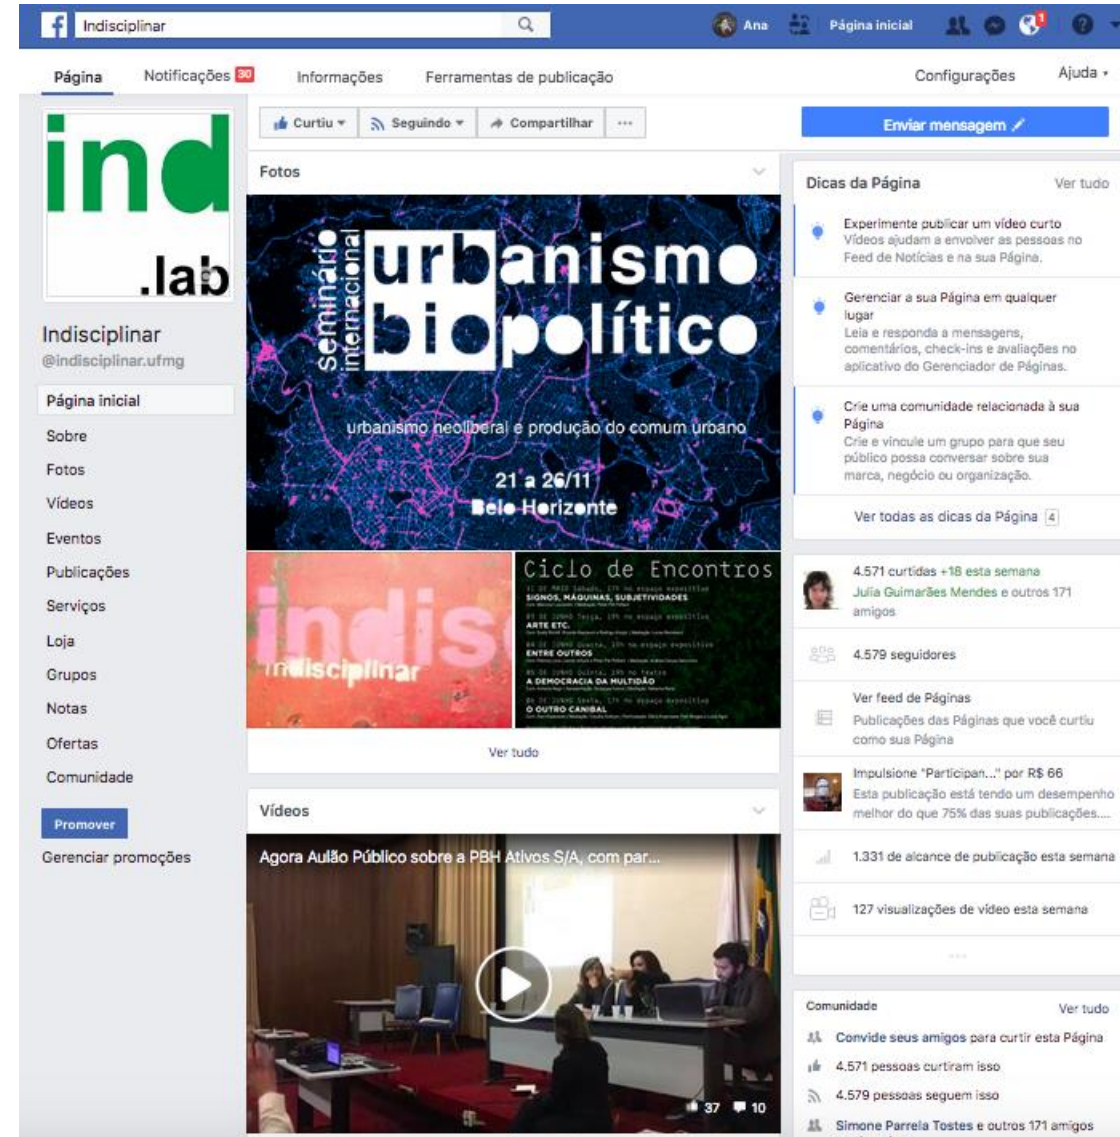 Indisciplinar
Ana
Página inicial
1
Página
Notificações 30
Informações
Ferramentas de publicação
Configurações
Ajuda
ind
.lab
Indisciplinar
@indisciplinar.ufmg
Página inicial
Sobre
Fotos
Vídeos
Eventos
Publicações
Serviços
Loja
Grupos
Notas
Ofertas
Comunidade
Promover
Gerenciar promoções
Curtiu
Seguindo
Compartilhar
Enviar mensagem
Fotos
seminário
internacional
urbanismo
biopolítico
urbanismo neoliberal e produção do comum urbano
21 a 26/11
Belo Horizonte
indis
indisciplinar
Ciclo de Encontros
SIGNOS, MÁQUINAS, SUBJETIVIDADES
ARTE ETC.
ENTRE OUTROS
A DEMOCRACIA DA MULTIDÃO
O OUTRO CANIBAL
Ver tudo
Vídeos
Agora Aulão Público sobre a PBH Ativos S/A, com par...
37 10
Dicas da Página
Ver tudo
Experimente publicar um vídeo curto
Vídeos ajudam a envolver as pessoas no
Feed de Notícias e na sua Página.
Gerenciar a sua Página em qualquer
lugar
Leia e responda a mensagens,
comentários, check-ins e avaliações no
aplicativo do Gerenciador de Páginas.
Crie uma comunidade relacionada à sua
Página
Crie e vincule um grupo para que seu
público possa conversar sobre sua
marca, negócio ou organização.
Ver todas as dicas da Página 4
4.571 curtidas +18 esta semana
Julia Guimarães Mendes e outros 171
amigos
4.579 seguidores
Ver feed de Páginas
Publicações das Páginas que você curtiu
como sua Página
Impulsione "Participan..." por R$ 66
Esta publicação está tendo um desempenho
melhor do que 75% das suas publicações....
1.331 de alcance de publicação esta semana
127 visualizações de vídeo esta semana
Comunidade
Ver tudo
Convide seus amigos para curtir esta Página
4.571 pessoas curtiram isso
4.579 pessoas seguem isso
Simone Parrela Tostes e outros 171 amigos